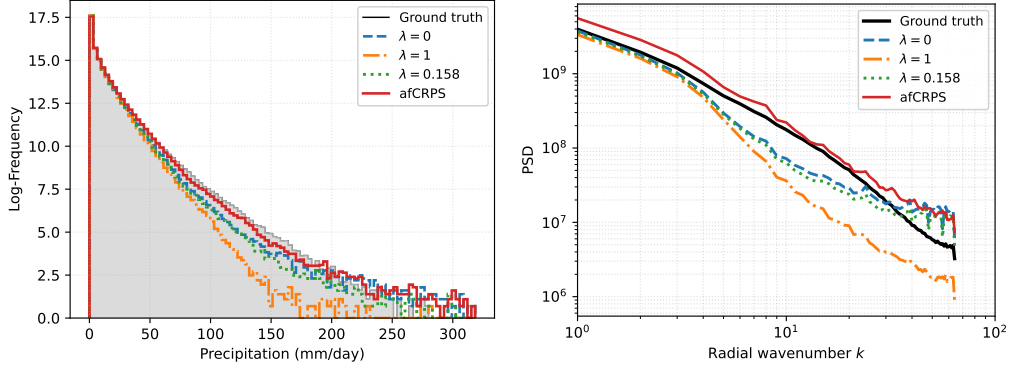 17.5
15.0
12.5
10.0
7.5
5.0
2.5
0.0
Log-Frequency
0 50 100 150 200 250 300
Precipitation (mm/day)
Ground truth
λ = 0
λ = 1
λ = 0.158
afCRPS
10⁹
10⁸
10⁷
10⁶
PSD
10⁰ 10¹ 10²
Radial wavenumber k
Ground truth
λ = 0
λ = 1
λ = 0.158
afCRPS